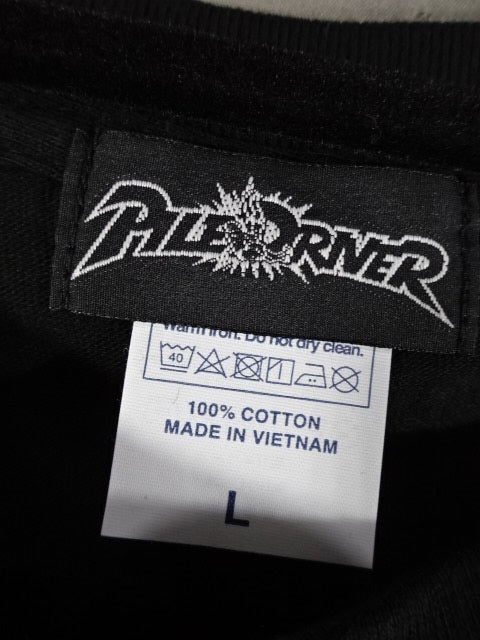 PILEDRIVER
Warm iron. Do not dry clean.
40
100% COTTON
MADE IN VIETNAM
L